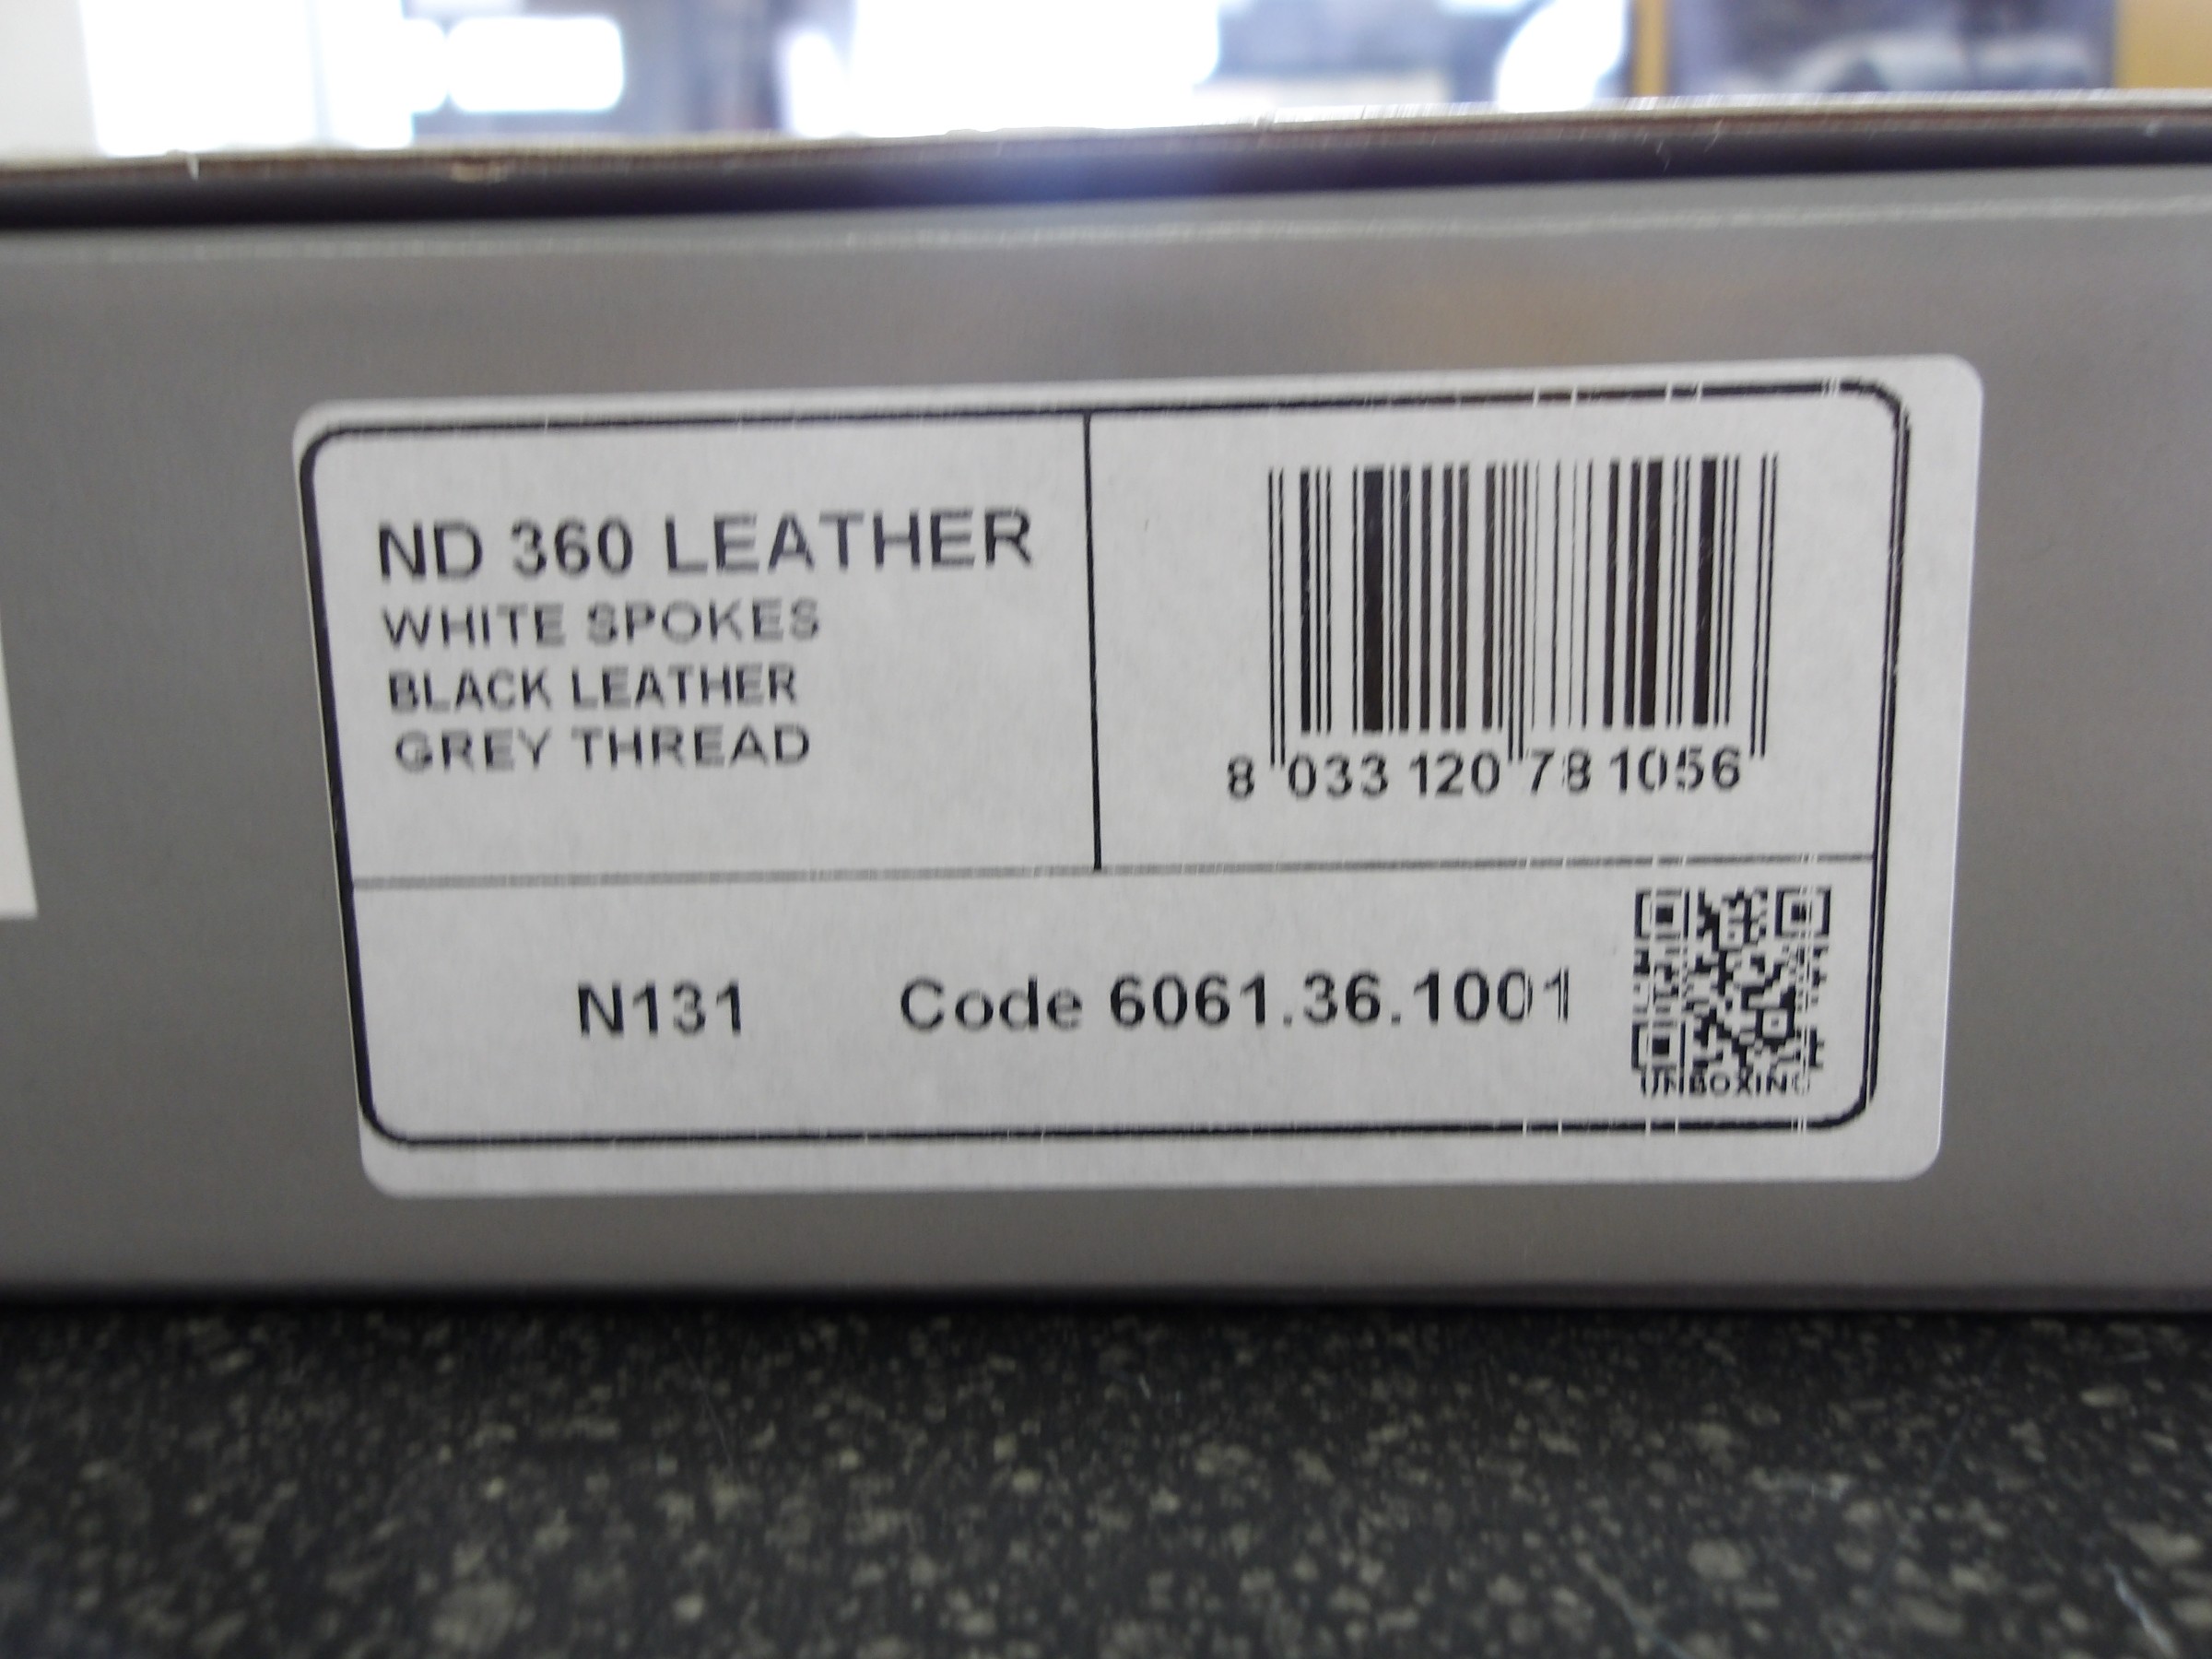 ND 360 LEATHER
WHITE SPOKES
BLACK LEATHER
GREY THREAD
8 033120 781056
N131 Code 6061.36.1001
UNBOXING